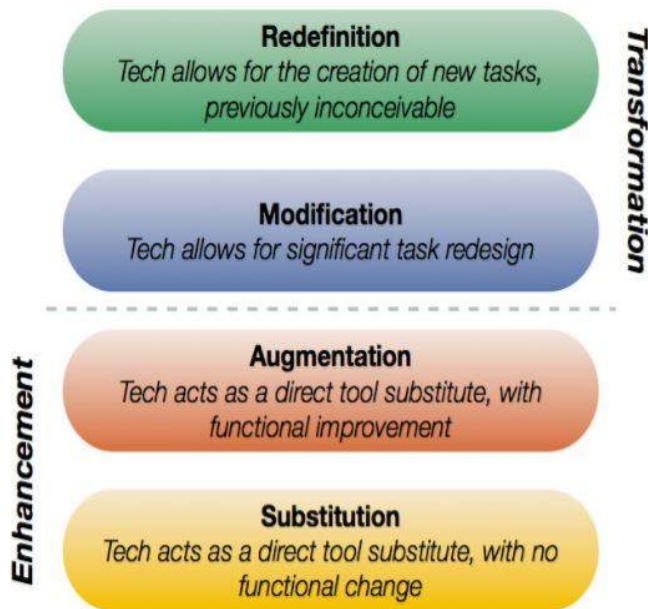 Redefinition
Tech allows for the creation of new tasks,
previously inconceivable
Transformation
Modification
Tech allows for significant task redesign
Augmentation
Tech acts as a direct tool substitute, with
functional improvement
Enhancement
Substitution
Tech acts as a direct tool substitute, with no
functional change